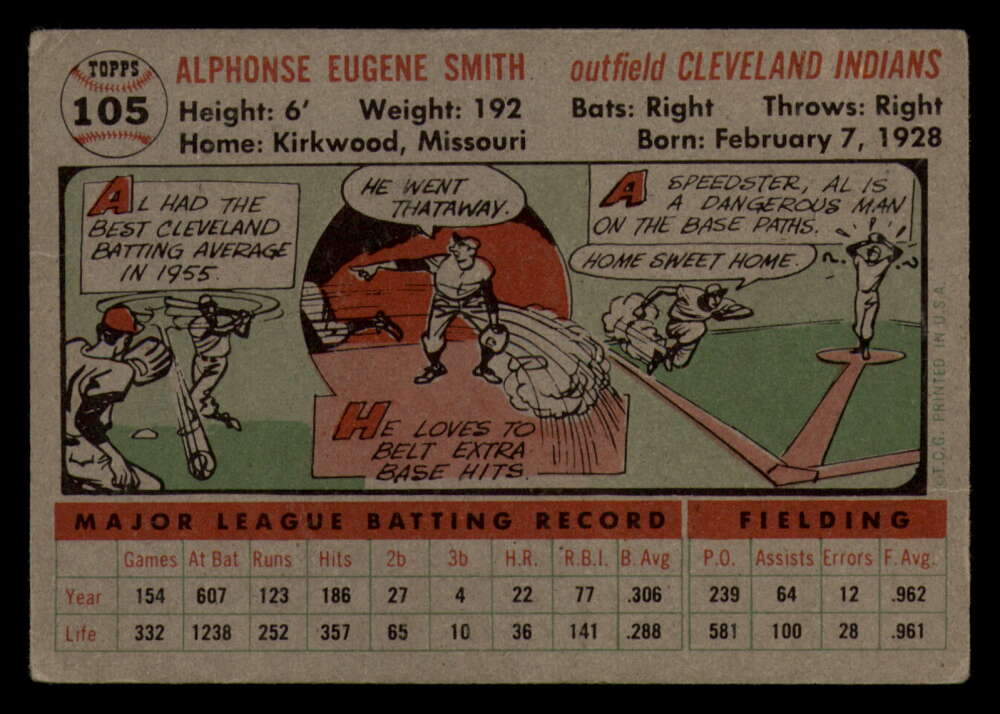 TOPPS
105
ALPHONSE EUGENE SMITH
outfield CLEVELAND INDIANS
Height: 6' Weight: 192
Bats: Right Throws: Right
Home: Kirkwood, Missouri
Born: February 7, 1928
AL HAD THE
BEST CLEVELAND
BATTING AVERAGE
IN 1955.
HE WENT
THATAWAY.
HE LOVES TO
BELT EXTRA
BASE HITS.
A SPEEDSTER, AL IS
A DANGEROUS MAN
ON THE BASE PATHS.
HOME SWEET HOME.
?.!!!!.?
©T.C.G. PRINTED IN U.S.A.
MAJOR LEAGUE BATTING RECORD FIELDING
Games At Bat Runs Hits 2b 3b H.R. R.B.I. B. Avg P.O. Assists Errors F. Avg.
Year 154 607 123 186 27 4 22 77 .306 239 64 12 .962
Life 332 1238 252 357 65 10 36 141 .288 581 100 28 .961